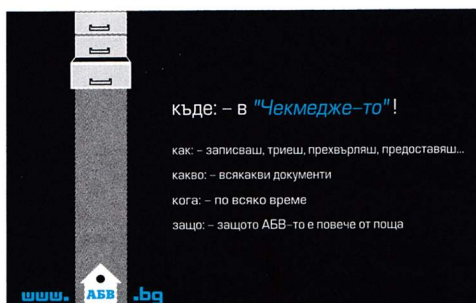 къде: – в "Чекмедже-то"!
как: – записваш, триеш, прехвърляш, предоставяш...
какво: – всякакви документи
кога: – по всяко време
защо: – защото АБВ-то е повече от поща
www. АБВ .bg